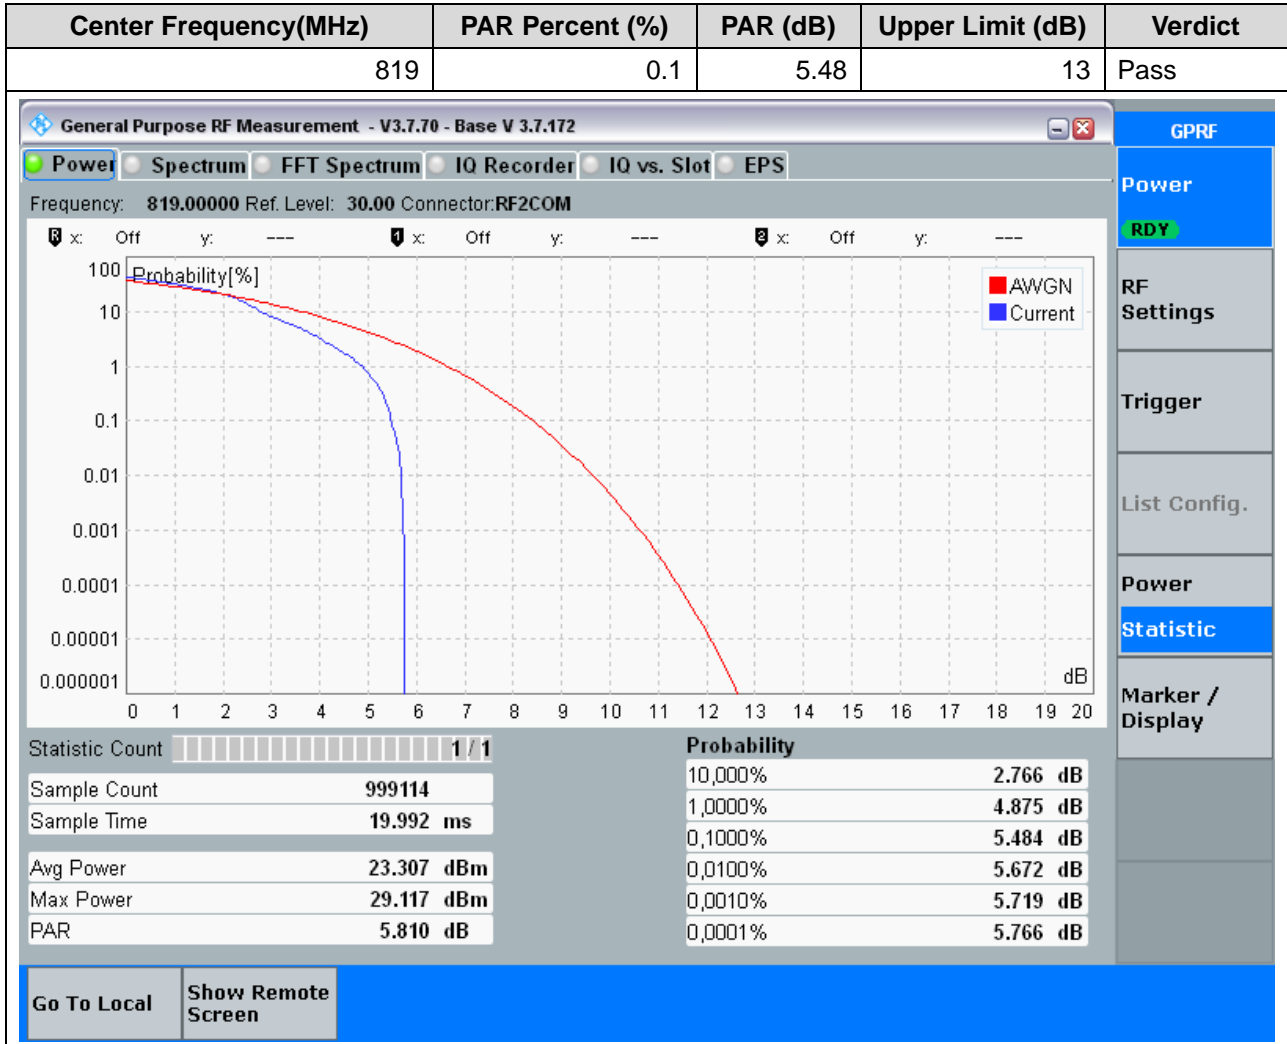 Center Frequency(MHz) PAR Percent (%) PAR (dB) Upper Limit (dB) Verdict
819 0.1 5.48 13 Pass
General Purpose RF Measurement - V3.7.70 - Base V 3.7.172
GPRF
Power Spectrum FFT Spectrum IQ Recorder IQ vs. Slot EPS
Frequency: 819.00000 Ref. Level: 30.00 Connector:RF2COM
R x: Off y: --- 1 x: Off y: --- 2 x: Off y: ---
Probability[%]
AWGN
Current
100
10
1
0.1
0.01
0.001
0.0001
0.00001
0.000001
dB
0 1 2 3 4 5 6 7 8 9 10 11 12 13 14 15 16 17 18 19 20
Statistic Count 1 / 1
Sample Count 999114
Sample Time 19.992 ms
Avg Power 23.307 dBm
Max Power 29.117 dBm
PAR 5.810 dB
Probability
10,000% 2.766 dB
1,0000% 4.875 dB
0,1000% 5.484 dB
0,0100% 5.672 dB
0,0010% 5.719 dB
0,0001% 5.766 dB
Power
RDY
RF
Settings
Trigger
List Config.
Power
Statistic
Marker /
Display
Go To Local
Show Remote
Screen